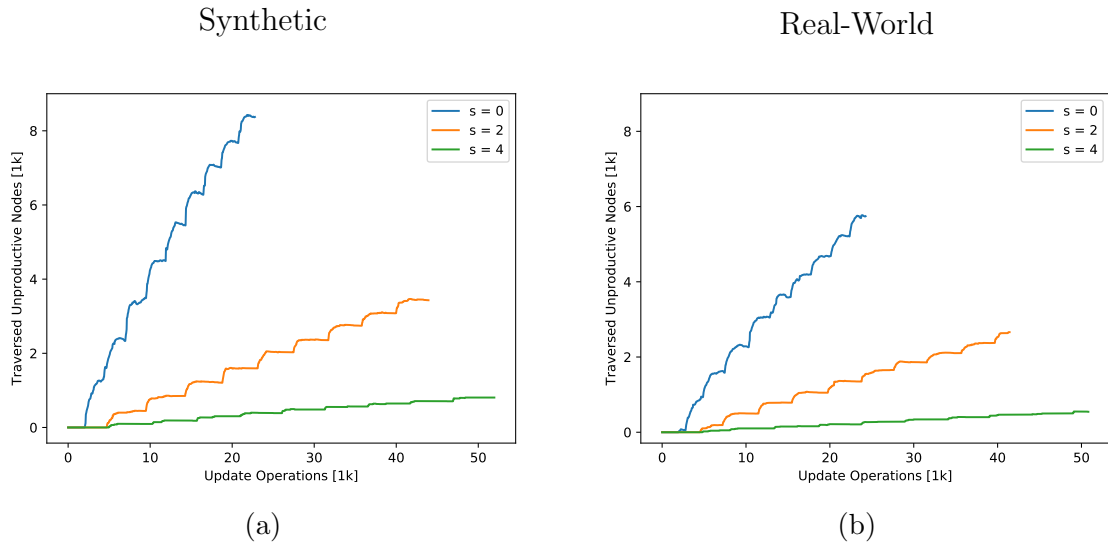 Synthetic
Real-World
s = 0
s = 2
s = 4
8
6
4
2
0
Traversed Unproductive Nodes [1k]
0 10 20 30 40 50
Update Operations [1k]
(a)
s = 0
s = 2
s = 4
8
6
4
2
0
Traversed Unproductive Nodes [1k]
0 10 20 30 40 50
Update Operations [1k]
(b)